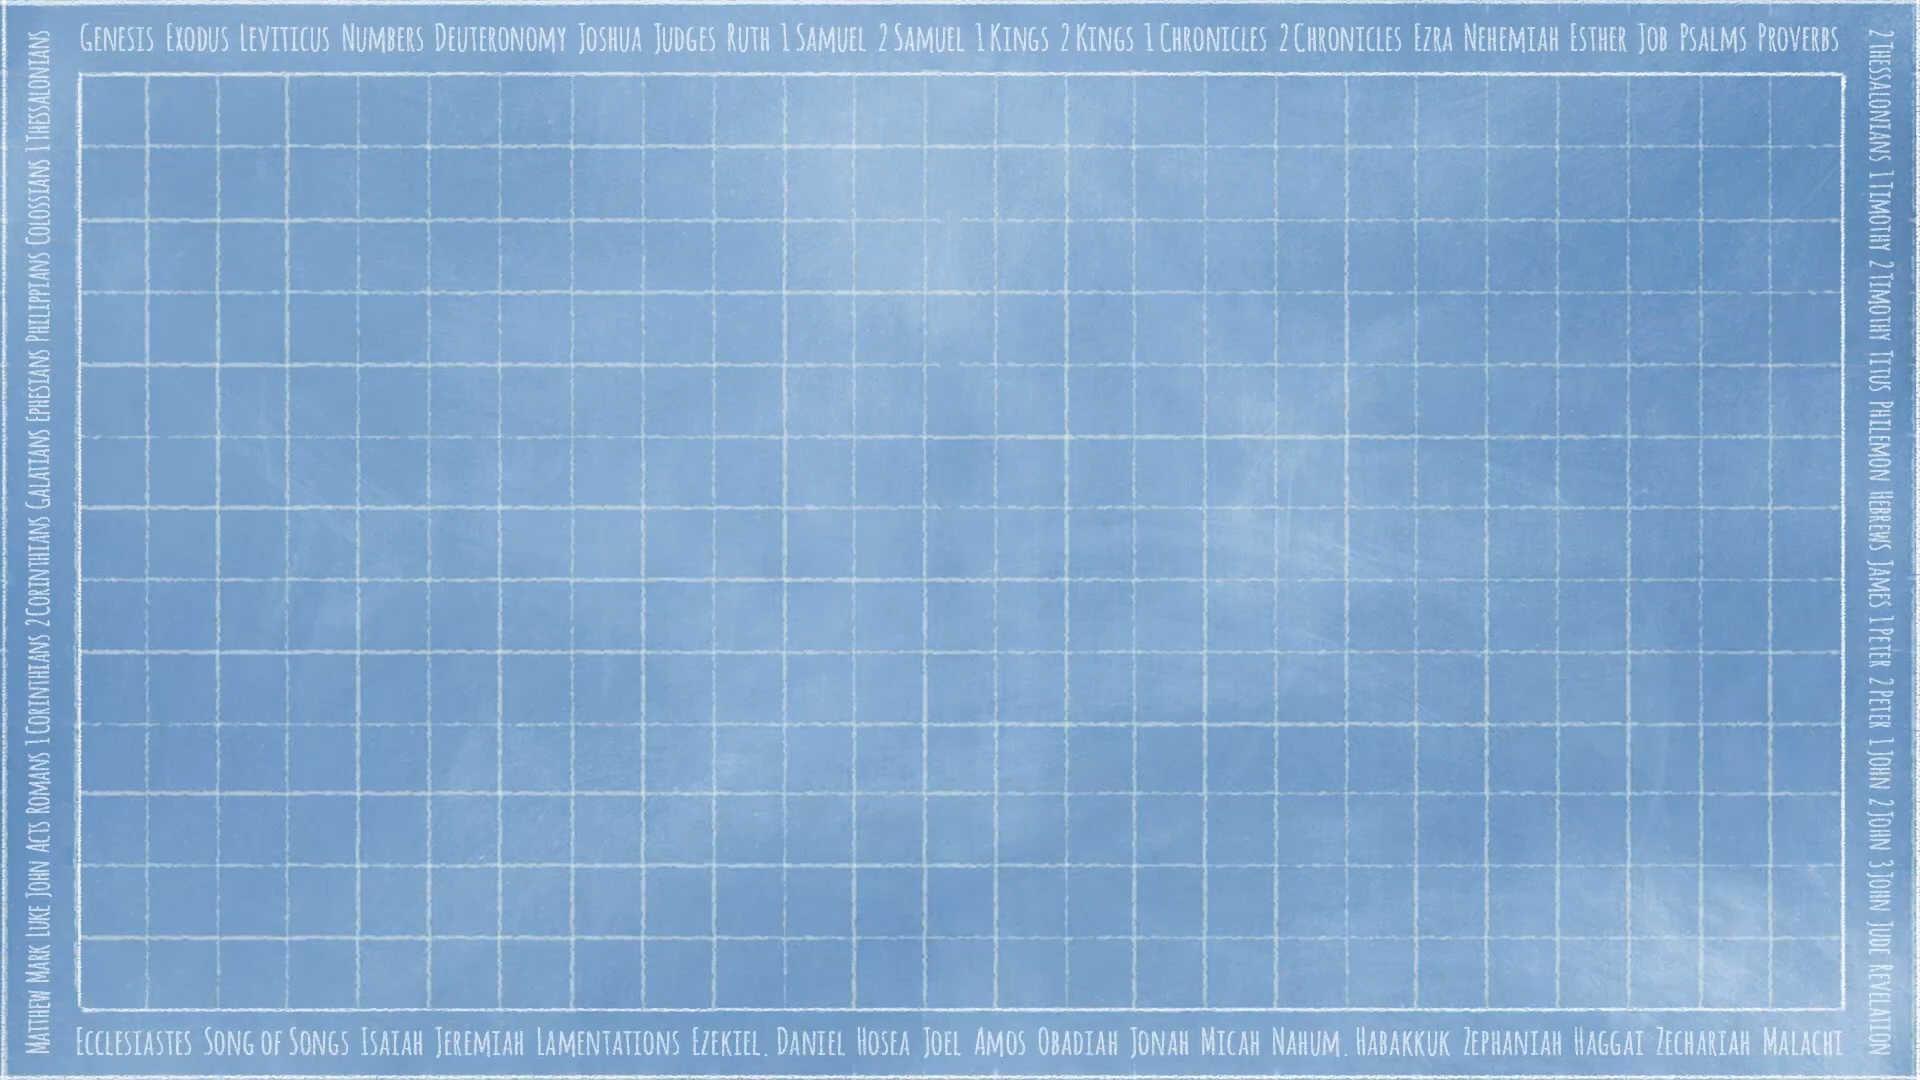 Genesis Exodus Leviticus Numbers Deuteronomy Joshua Judges Ruth 1 Samuel 2 Samuel 1 Kings 2 Kings 1 Chronicles 2 Chronicles Ezra Nehemiah Esther Job Psalms Proverbs
Ecclesiastes Song of Songs Isaiah Jeremiah Lamentations Ezekiel. Daniel Hosea Joel Amos Obadiah Jonah Micah Nahum. Habakkuk Zephaniah Haggai Zechariah Malachi
Matthew Mark Luke John Acts Romans 1 Corinthians 2 Corinthians Galatians Ephesians Philippians Colossians 1 Thessalonians
2 Thessalonians 1 Timothy 2 Timothy Titus Philemon Hebrews James 1 Peter 2 Peter 1 John 2 John 3 John Jude Revelation